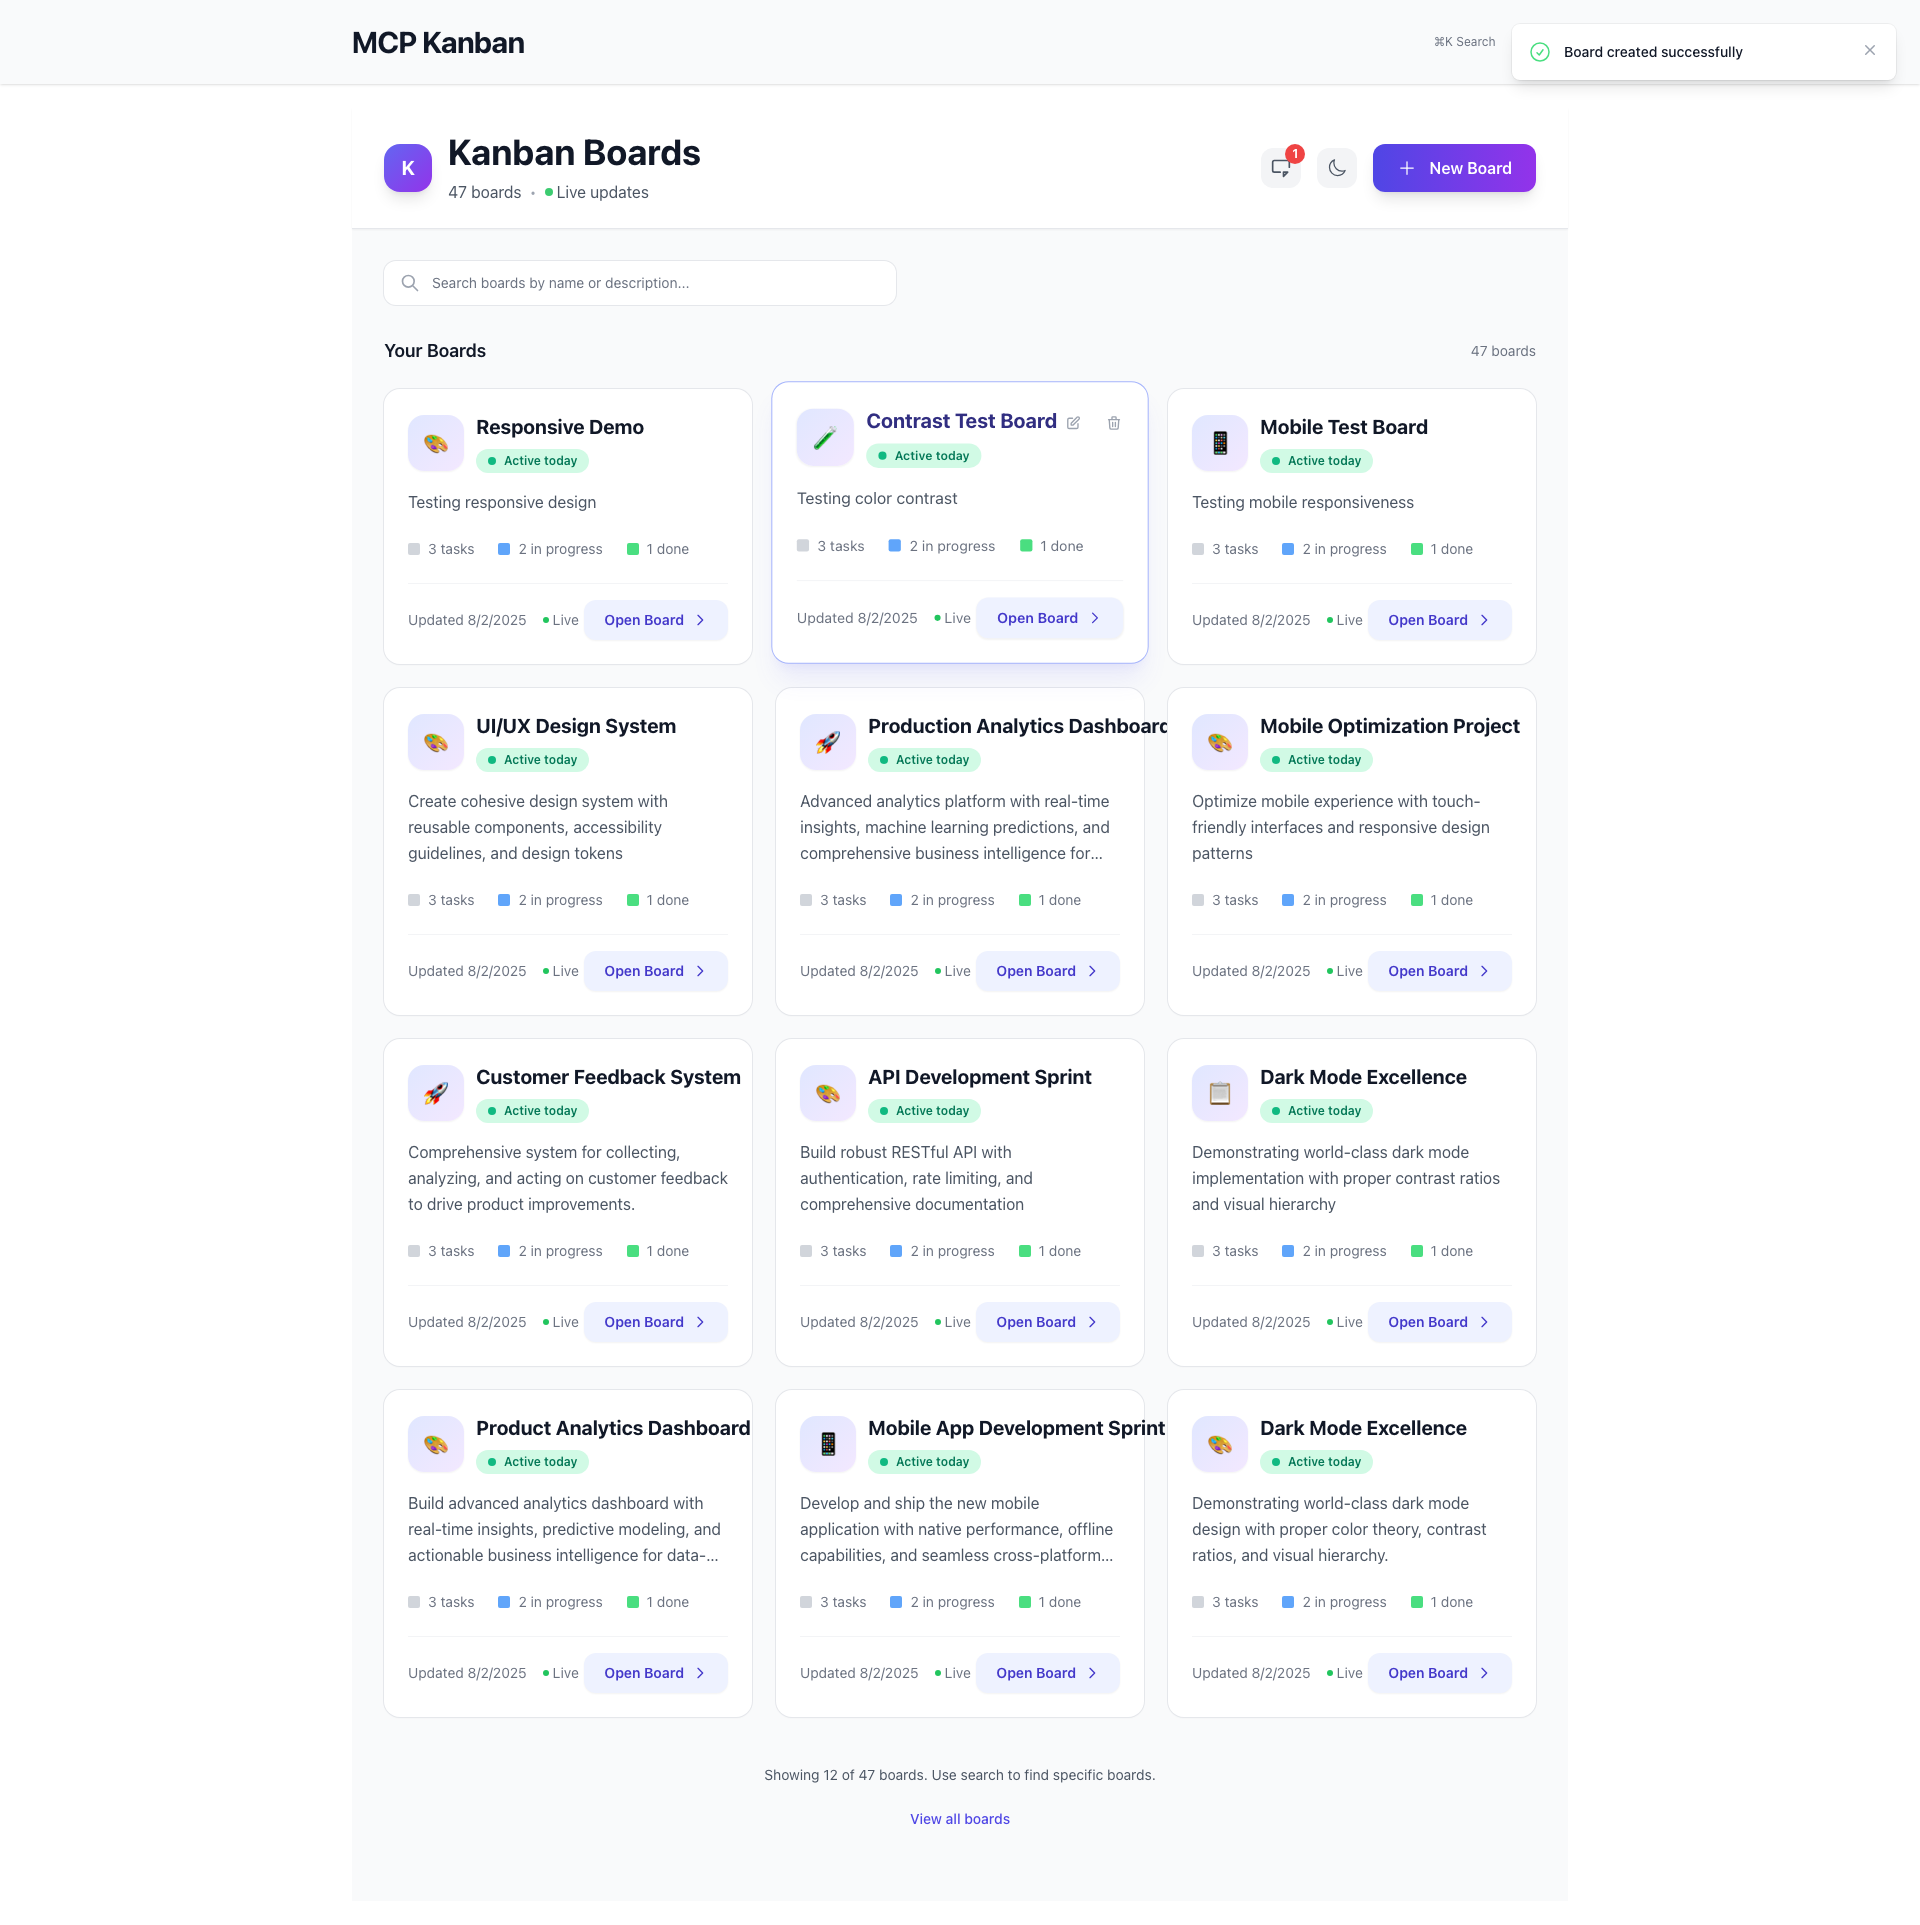 MCP Kanban
⌘K Search
Board created successfully
K
Kanban Boards
47 boards • Live updates
1
New Board
Search boards by name or description...
Your Boards
47 boards
Responsive Demo
Active today
Testing responsive design
3 tasks 2 in progress 1 done
Updated 8/2/2025 Live Open Board
Contrast Test Board
Active today
Testing color contrast
3 tasks 2 in progress 1 done
Updated 8/2/2025 Live Open Board
Mobile Test Board
Active today
Testing mobile responsiveness
3 tasks 2 in progress 1 done
Updated 8/2/2025 Live Open Board
UI/UX Design System
Active today
Create cohesive design system with
reusable components, accessibility
guidelines, and design tokens
3 tasks 2 in progress 1 done
Updated 8/2/2025 Live Open Board
Production Analytics Dashboard
Active today
Advanced analytics platform with real-time
insights, machine learning predictions, and
comprehensive business intelligence for...
3 tasks 2 in progress 1 done
Updated 8/2/2025 Live Open Board
Mobile Optimization Project
Active today
Optimize mobile experience with touch-
friendly interfaces and responsive design
patterns
3 tasks 2 in progress 1 done
Updated 8/2/2025 Live Open Board
Customer Feedback System
Active today
Comprehensive system for collecting,
analyzing, and acting on customer feedback
to drive product improvements.
3 tasks 2 in progress 1 done
Updated 8/2/2025 Live Open Board
API Development Sprint
Active today
Build robust RESTful API with
authentication, rate limiting, and
comprehensive documentation
3 tasks 2 in progress 1 done
Updated 8/2/2025 Live Open Board
Dark Mode Excellence
Active today
Demonstrating world-class dark mode
implementation with proper contrast ratios
and visual hierarchy
3 tasks 2 in progress 1 done
Updated 8/2/2025 Live Open Board
Product Analytics Dashboard
Active today
Build advanced analytics dashboard with
real-time insights, predictive modeling, and
actionable business intelligence for data-...
3 tasks 2 in progress 1 done
Updated 8/2/2025 Live Open Board
Mobile App Development Sprint
Active today
Develop and ship the new mobile
application with native performance, offline
capabilities, and seamless cross-platform...
3 tasks 2 in progress 1 done
Updated 8/2/2025 Live Open Board
Dark Mode Excellence
Active today
Demonstrating world-class dark mode
design with proper color theory, contrast
ratios, and visual hierarchy.
3 tasks 2 in progress 1 done
Updated 8/2/2025 Live Open Board
Showing 12 of 47 boards. Use search to find specific boards.
View all boards